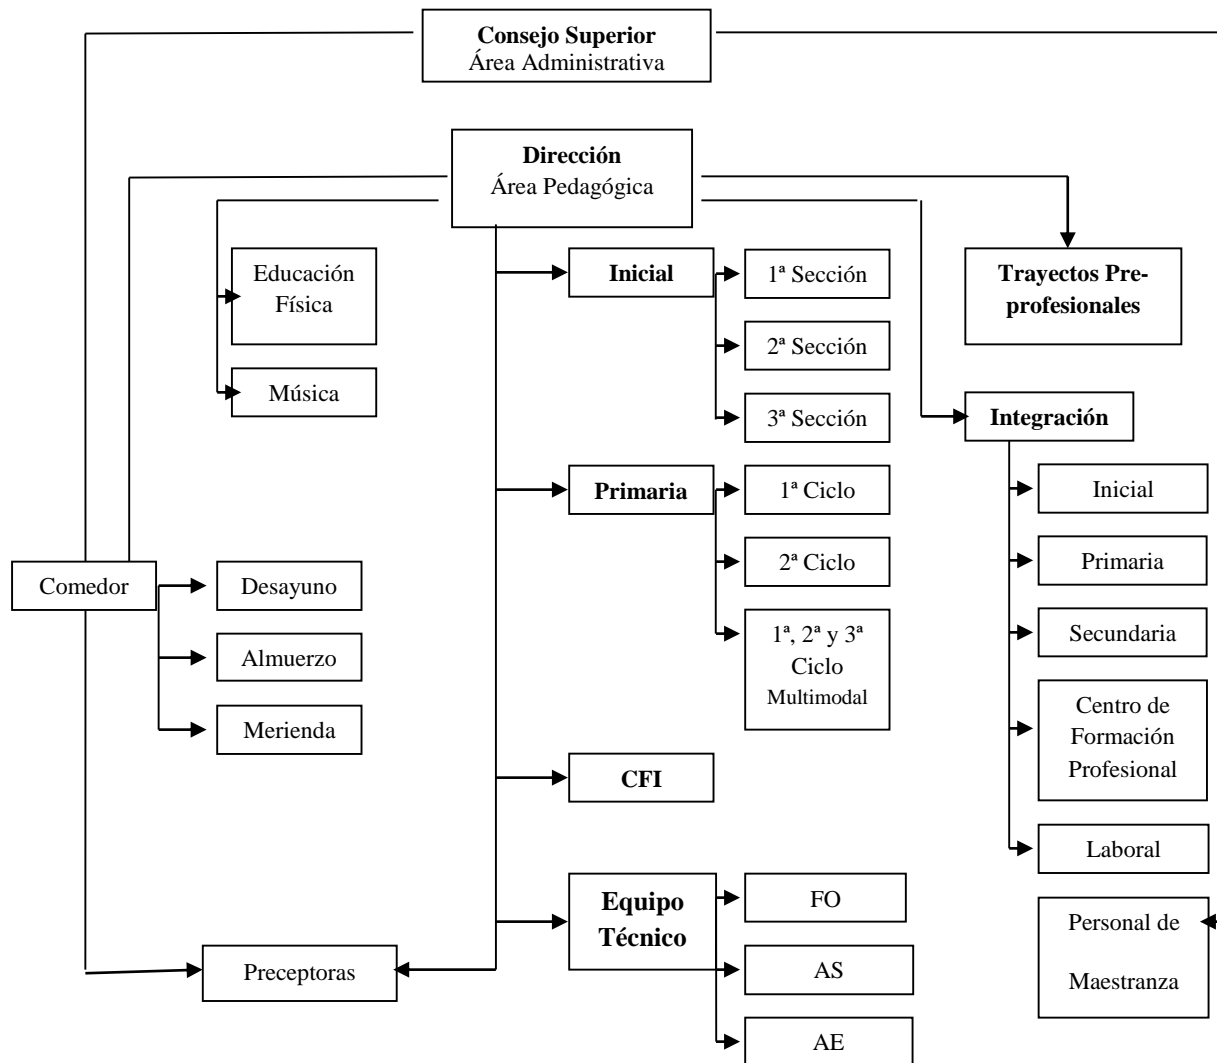 Consejo Superior
Área Administrativa
Dirección
Área Pedagógica
Educación
Física
Música
Inicial
1ª Sección
2ª Sección
3ª Sección
Trayectos Pre-
profesionales
Integración
Primaria
1ª Ciclo
2ª Ciclo
1ª, 2ª y 3ª
Ciclo
Multimodal
Inicial
Primaria
Secundaria
Centro de
Formación
Profesional
Laboral
Comedor
Desayuno
Almuerzo
Merienda
CFI
Equipo
Técnico
FO
AS
AE
Preceptoras
Personal de
Maestranza